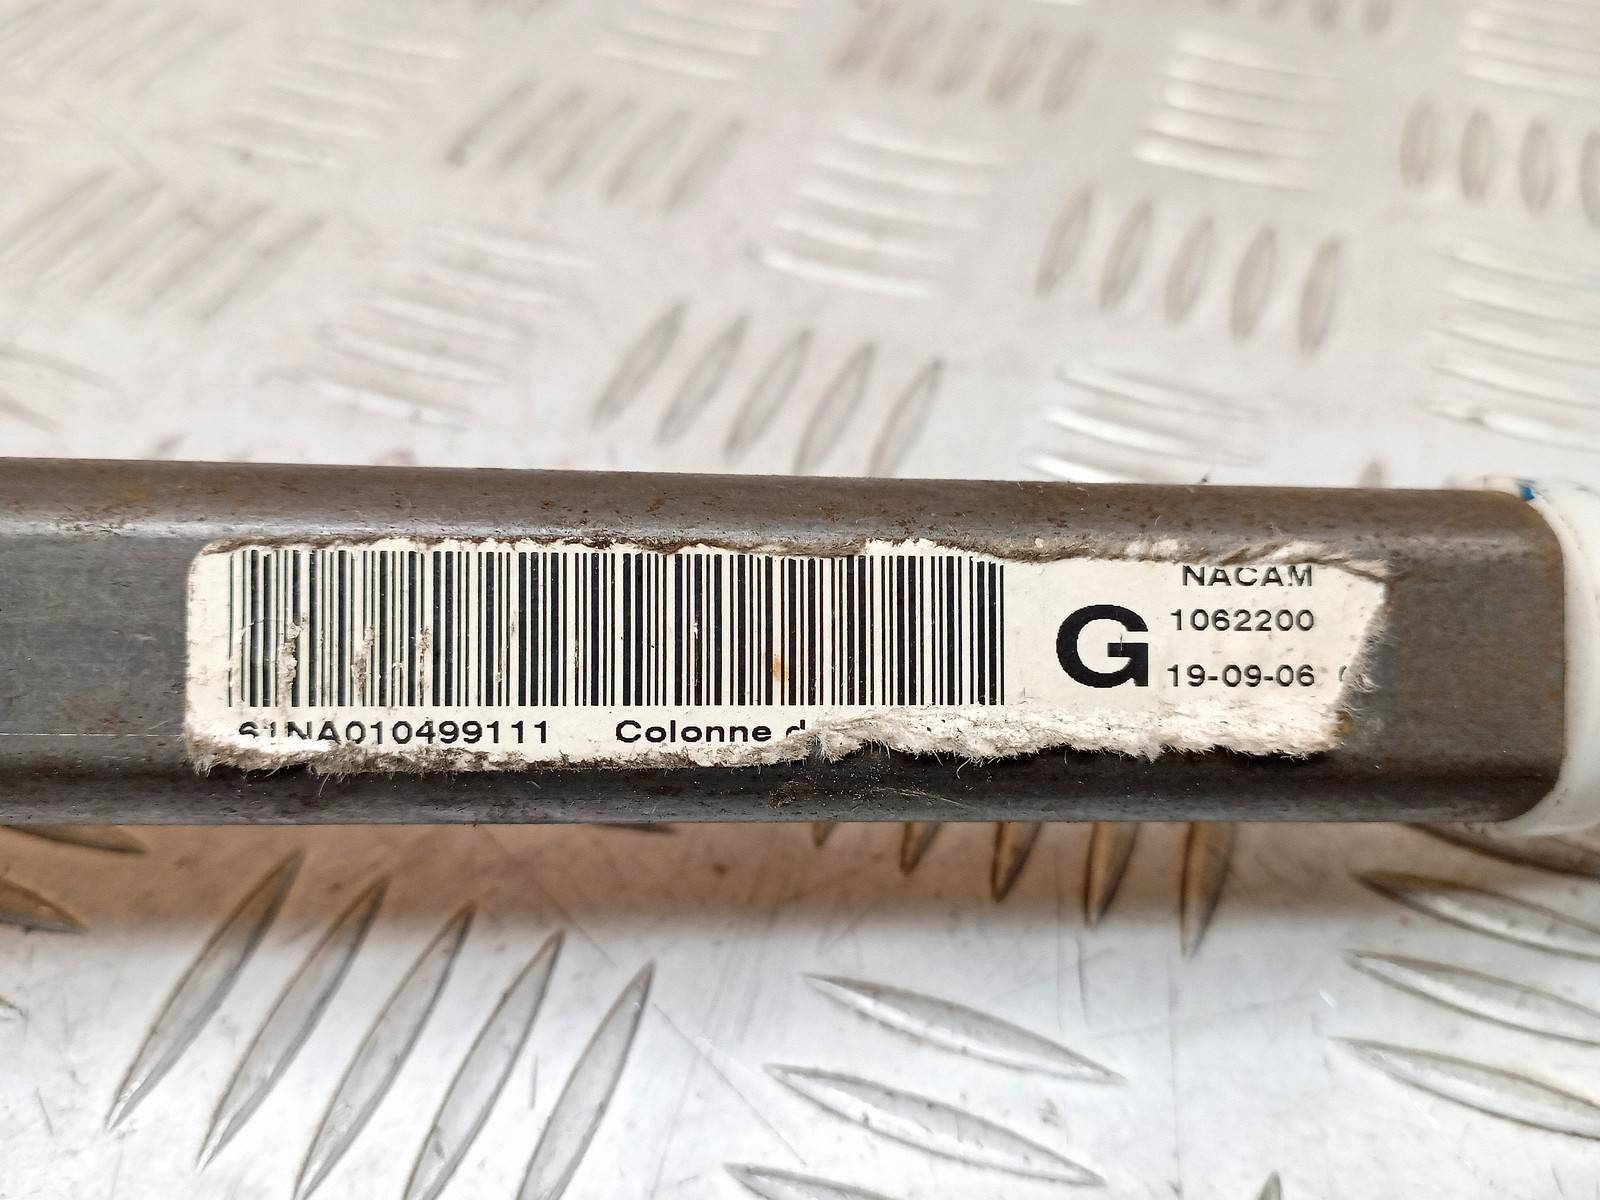 NACAM
G 1062200
19-09-06
61NA010499111 Colonne d